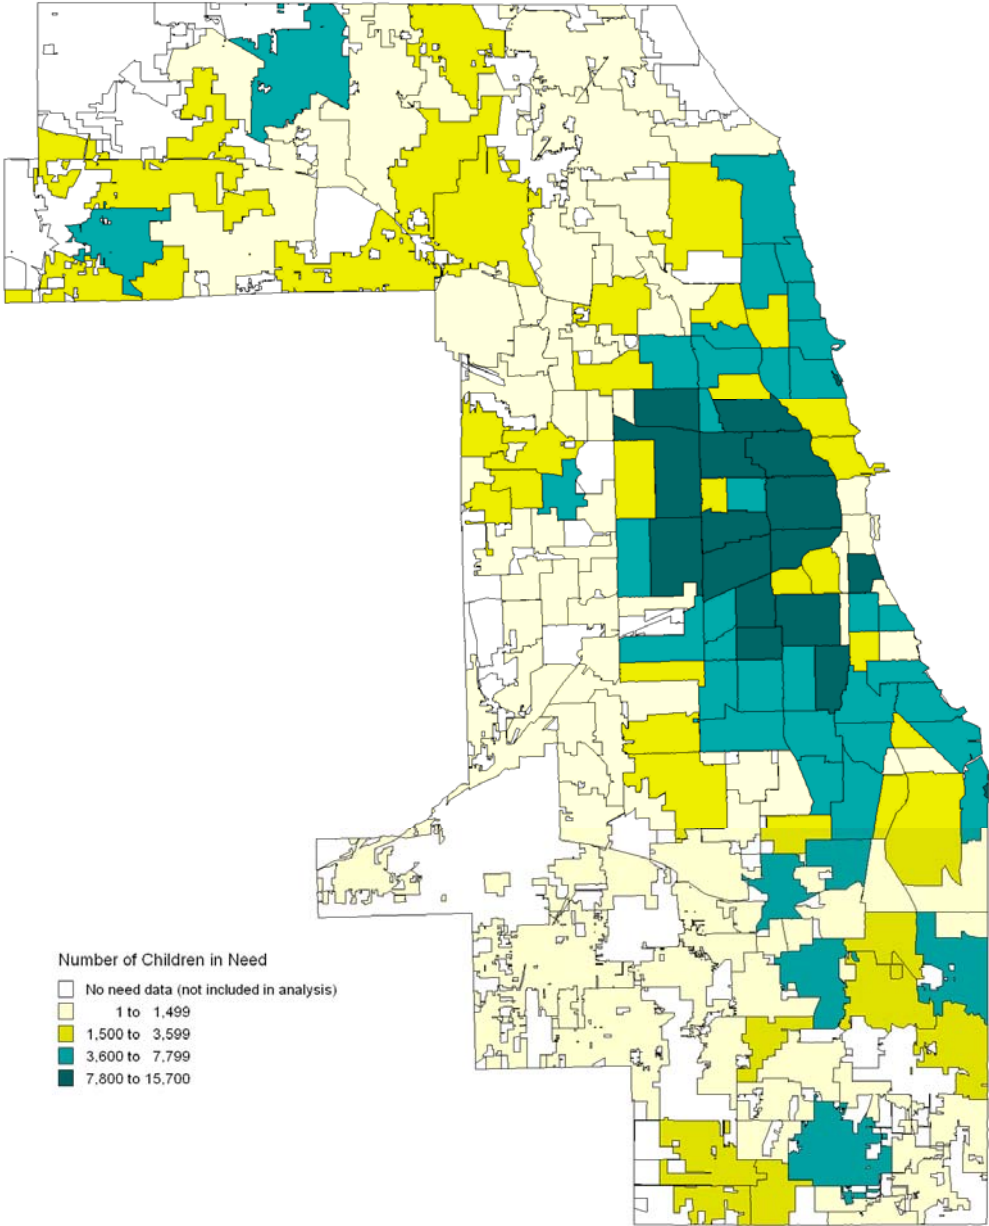 Number of Children in Need
No need data (not included in analysis)
1 to 1,499
1,500 to 3,599
3,600 to 7,799
7,800 to 15,700